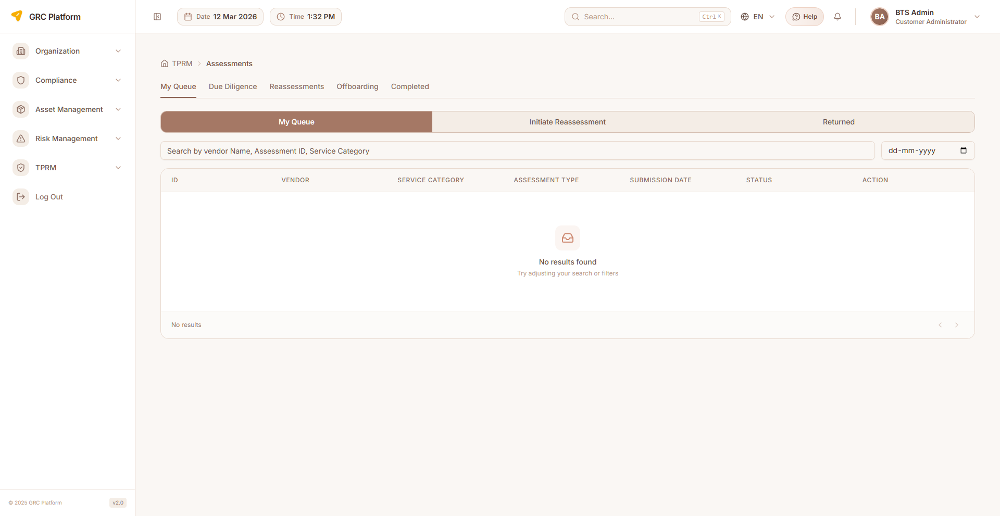 GRC Platform
Date 12 Mar 2026
Time 1:32 PM
Search...
Ctrl K
EN
Help
BA
BTS Admin
Customer Administrator
Organization
Compliance
Asset Management
Risk Management
TPRM
Log Out
© 2025 GRC Platform
v2.0
TPRM > Assessments
My Queue Due Diligence Reassessments Offboarding Completed
My Queue Initiate Reassessment Returned
Search by vendor Name, Assessment ID, Service Category
dd-mm-yyyy
ID VENDOR SERVICE CATEGORY ASSESSMENT TYPE SUBMISSION DATE STATUS ACTION
No results found
Try adjusting your search or filters
No results